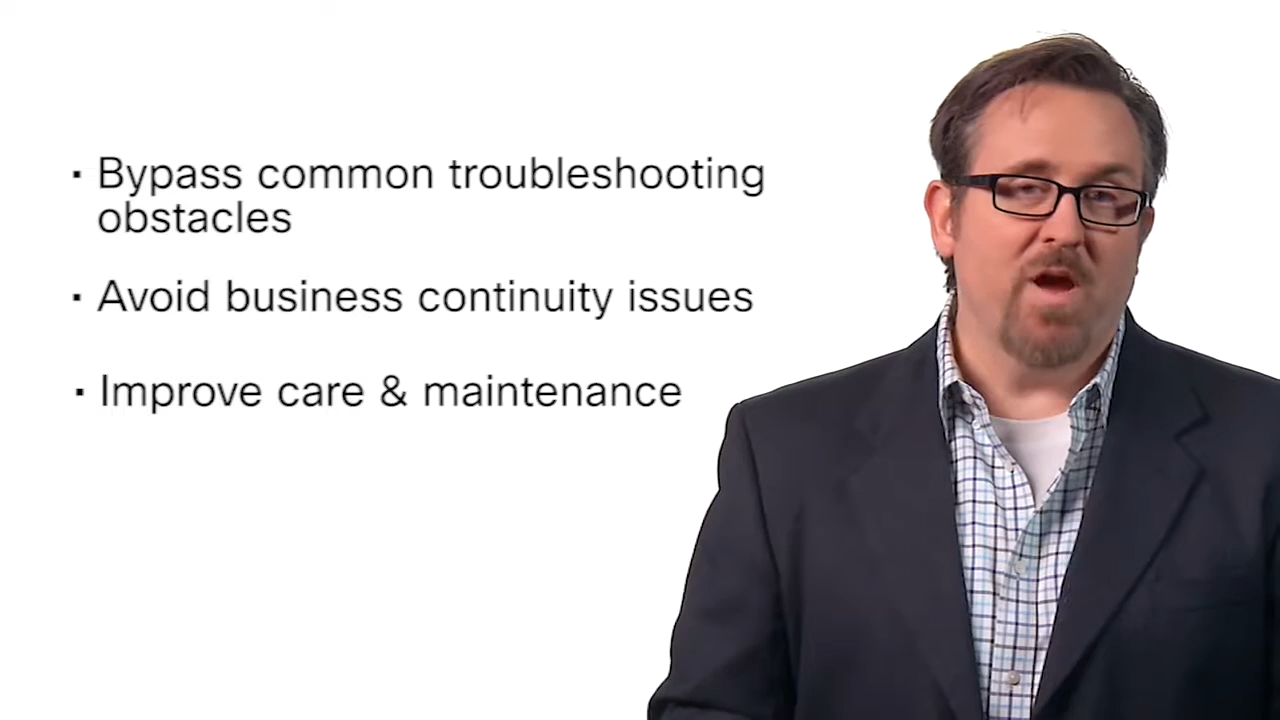 · Bypass common troubleshooting
obstacles
· Avoid business continuity issues
· Improve care & maintenance